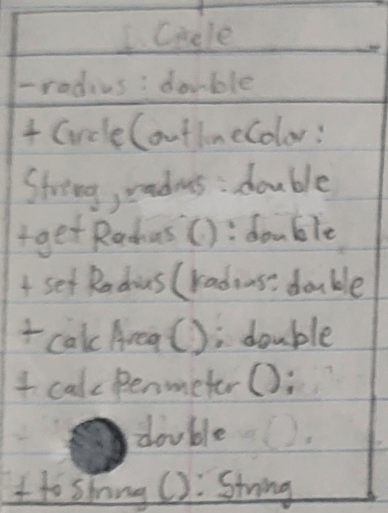 1. Circle
-radius: double
+ Circle(outlineColor:
String, radius: double
+getRadius(): double
+ setRadius(radius: double
+ calcArea(): double
+ calcPerimeter():
double ().
+ toString(): String